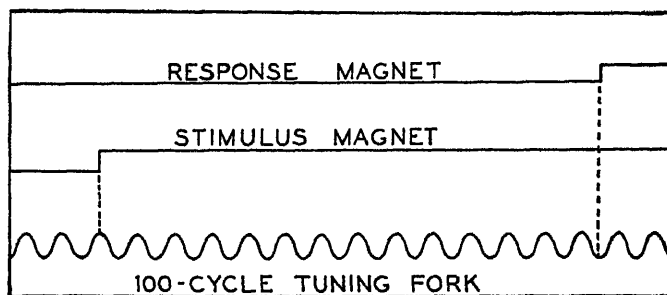 RESPONSE MAGNET
STIMULUS MAGNET
100-CYCLE TUNING FORK